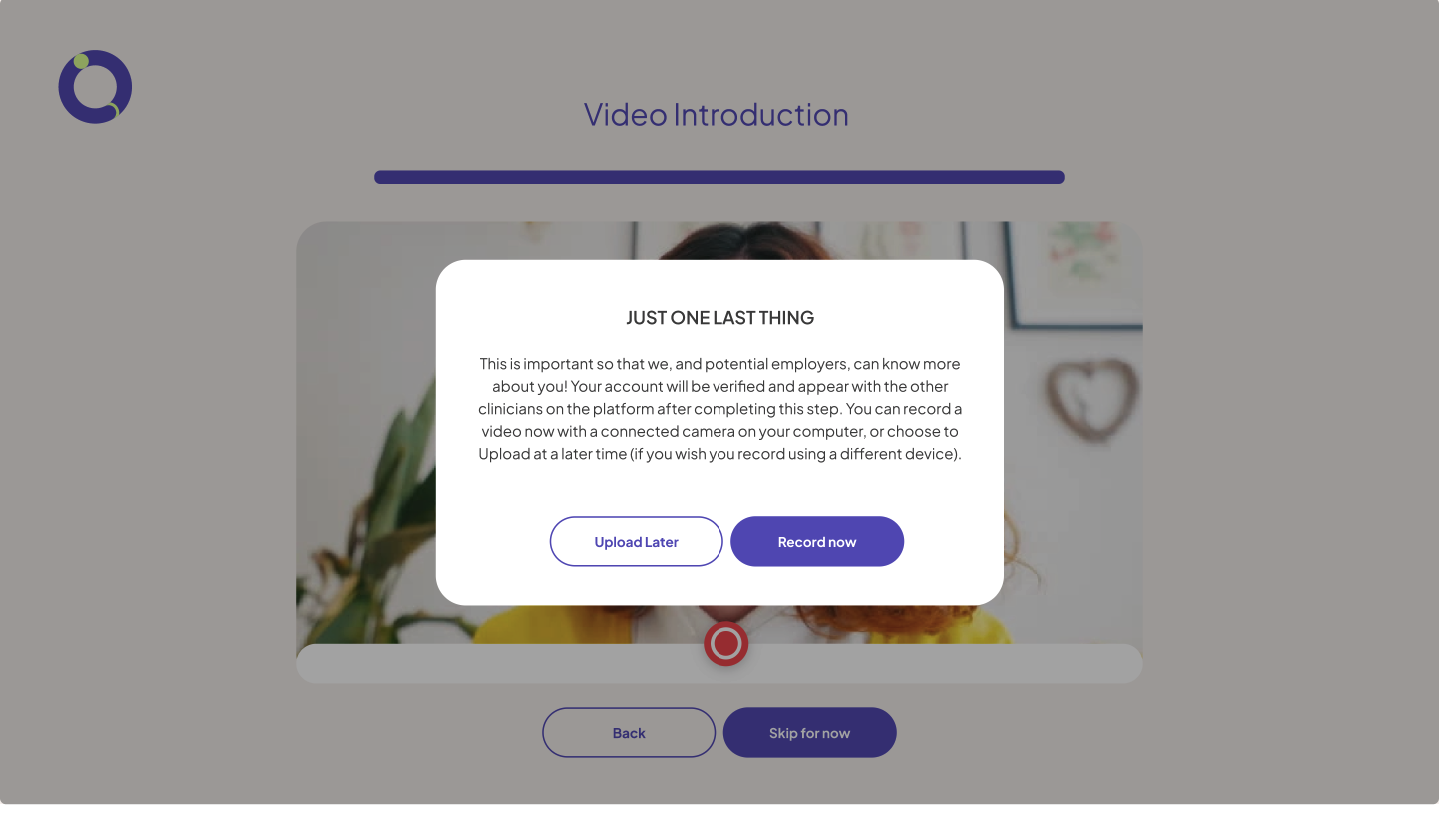 Video Introduction
JUST ONE LAST THING
This is important so that we, and potential employers, can know more
about you! Your account will be verified and appear with the other
clinicians on the platform after completing this step. You can record a
video now with a connected camera on your computer, or choose to
Upload at a later time (if you wish you record using a different device).
Upload Later
Record now
Back
Skip for now